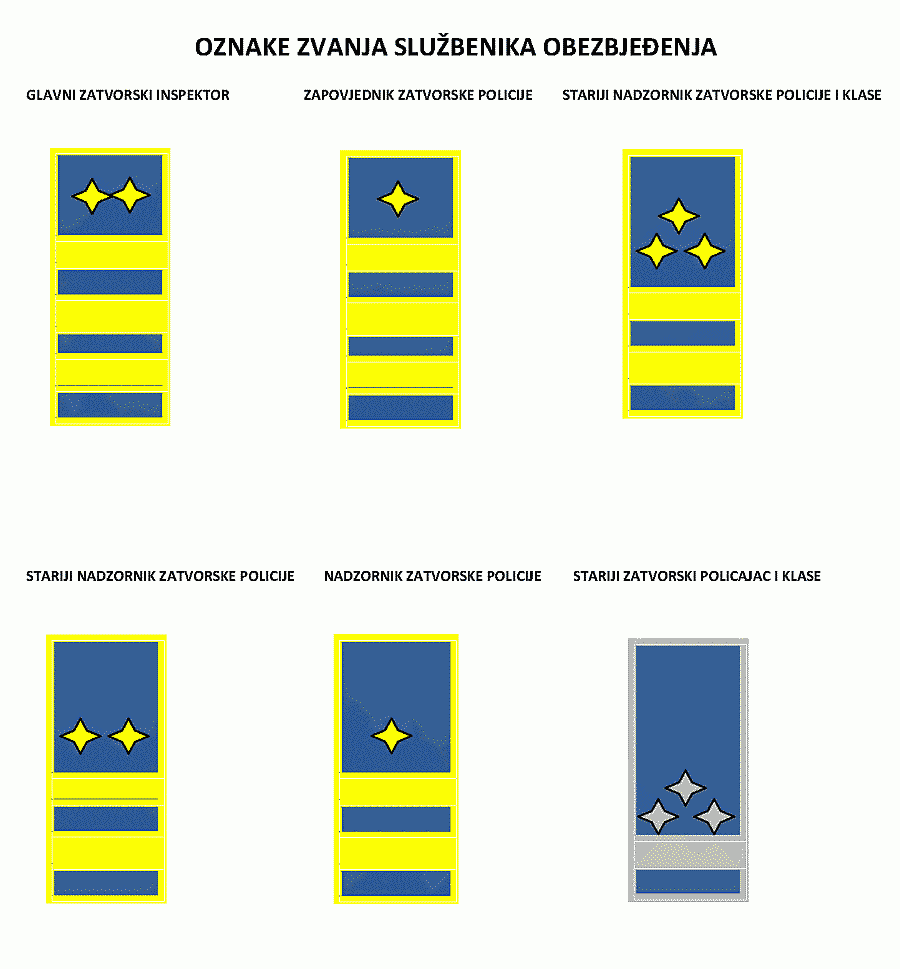 OZNAKE ZVANJA SLUŽBENIKA OBEZBJEĐENJA
GLAVNI ZATVORSKI INSPEKTOR
ZAPOVJEDNIK ZATVORSKE POLICIJE
STARIJI NADZORNIK ZATVORSKE POLICIJE I KLASE
STARIJI NADZORNIK ZATVORSKE POLICIJE
NADZORNIK ZATVORSKE POLICIJE
STARIJI ZATVORSKI POLICAJAC I KLASE